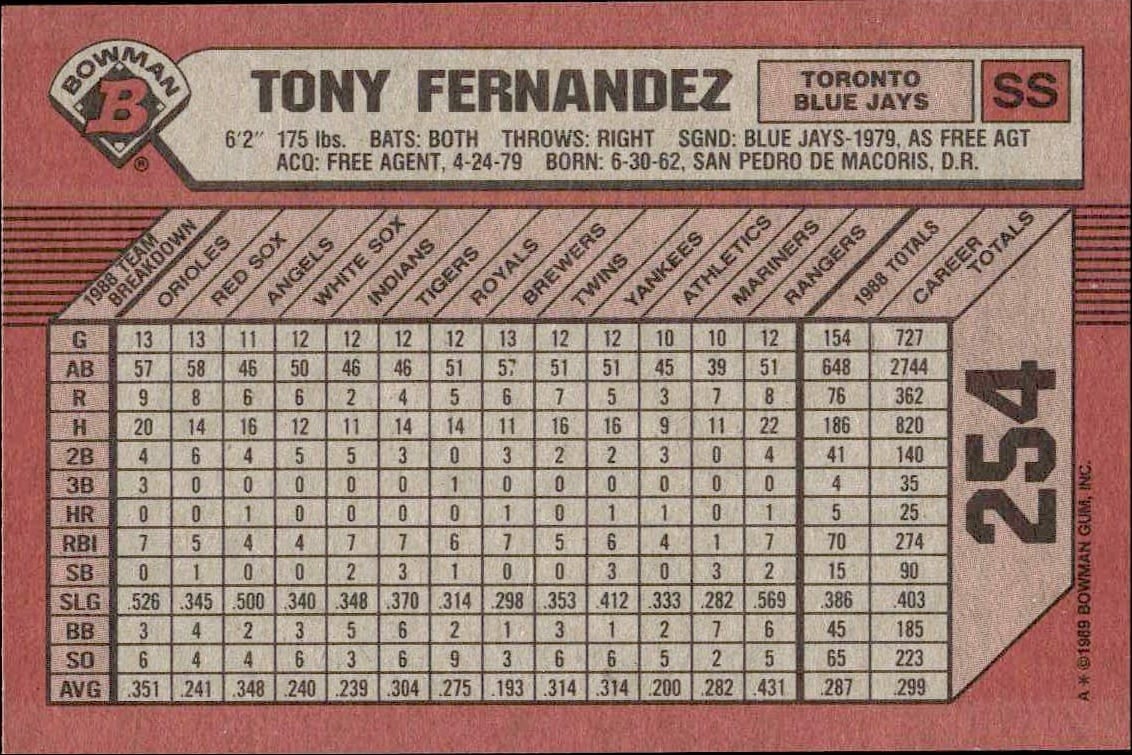 BOWMAN
B
®
TONY FERNANDEZ
TORONTO
BLUE JAYS
SS
6'2" 175 lbs. BATS: BOTH THROWS: RIGHT SGND: BLUE JAYS-1979, AS FREE AGT
ACQ: FREE AGENT, 4-24-79 BORN: 6-30-62, SAN PEDRO DE MACORIS, D.R.
1988 TEAM BREAKDOWN ORIOLES RED SOX ANGELS WHITE SOX INDIANS TIGERS ROYALS BREWERS TWINS YANKEES ATHLETICS MARINERS RANGERS 1988 TOTALS CAREER TOTALS
G 13 13 11 12 12 12 12 13 12 12 10 10 12 154 727
AB 57 58 46 50 46 46 51 57 51 51 45 39 51 648 2744
R 9 8 6 6 2 4 5 6 7 5 3 7 8 76 362
H 20 14 16 12 11 14 14 11 16 16 9 11 22 186 820
2B 4 6 4 5 5 3 0 3 2 2 3 0 4 41 140
3B 3 0 0 0 0 0 1 0 0 0 0 0 0 4 35
HR 0 0 1 0 0 0 0 1 0 1 1 0 1 5 25
RBI 7 5 4 4 7 7 6 7 5 6 4 1 7 70 274
SB 0 1 0 0 2 3 1 0 0 3 0 3 2 15 90
SLG .526 .345 .500 .340 .348 .370 .314 .298 .353 .412 .333 .282 .569 .386 .403
BB 3 4 2 3 5 6 2 1 3 1 2 7 6 45 185
SO 6 4 4 6 3 6 9 3 6 6 5 2 5 65 223
AVG .351 .241 .348 .240 .239 .304 .275 .193 .314 .314 .200 .282 .431 .287 .299
254
A * ©1989 BOWMAN GUM, INC.